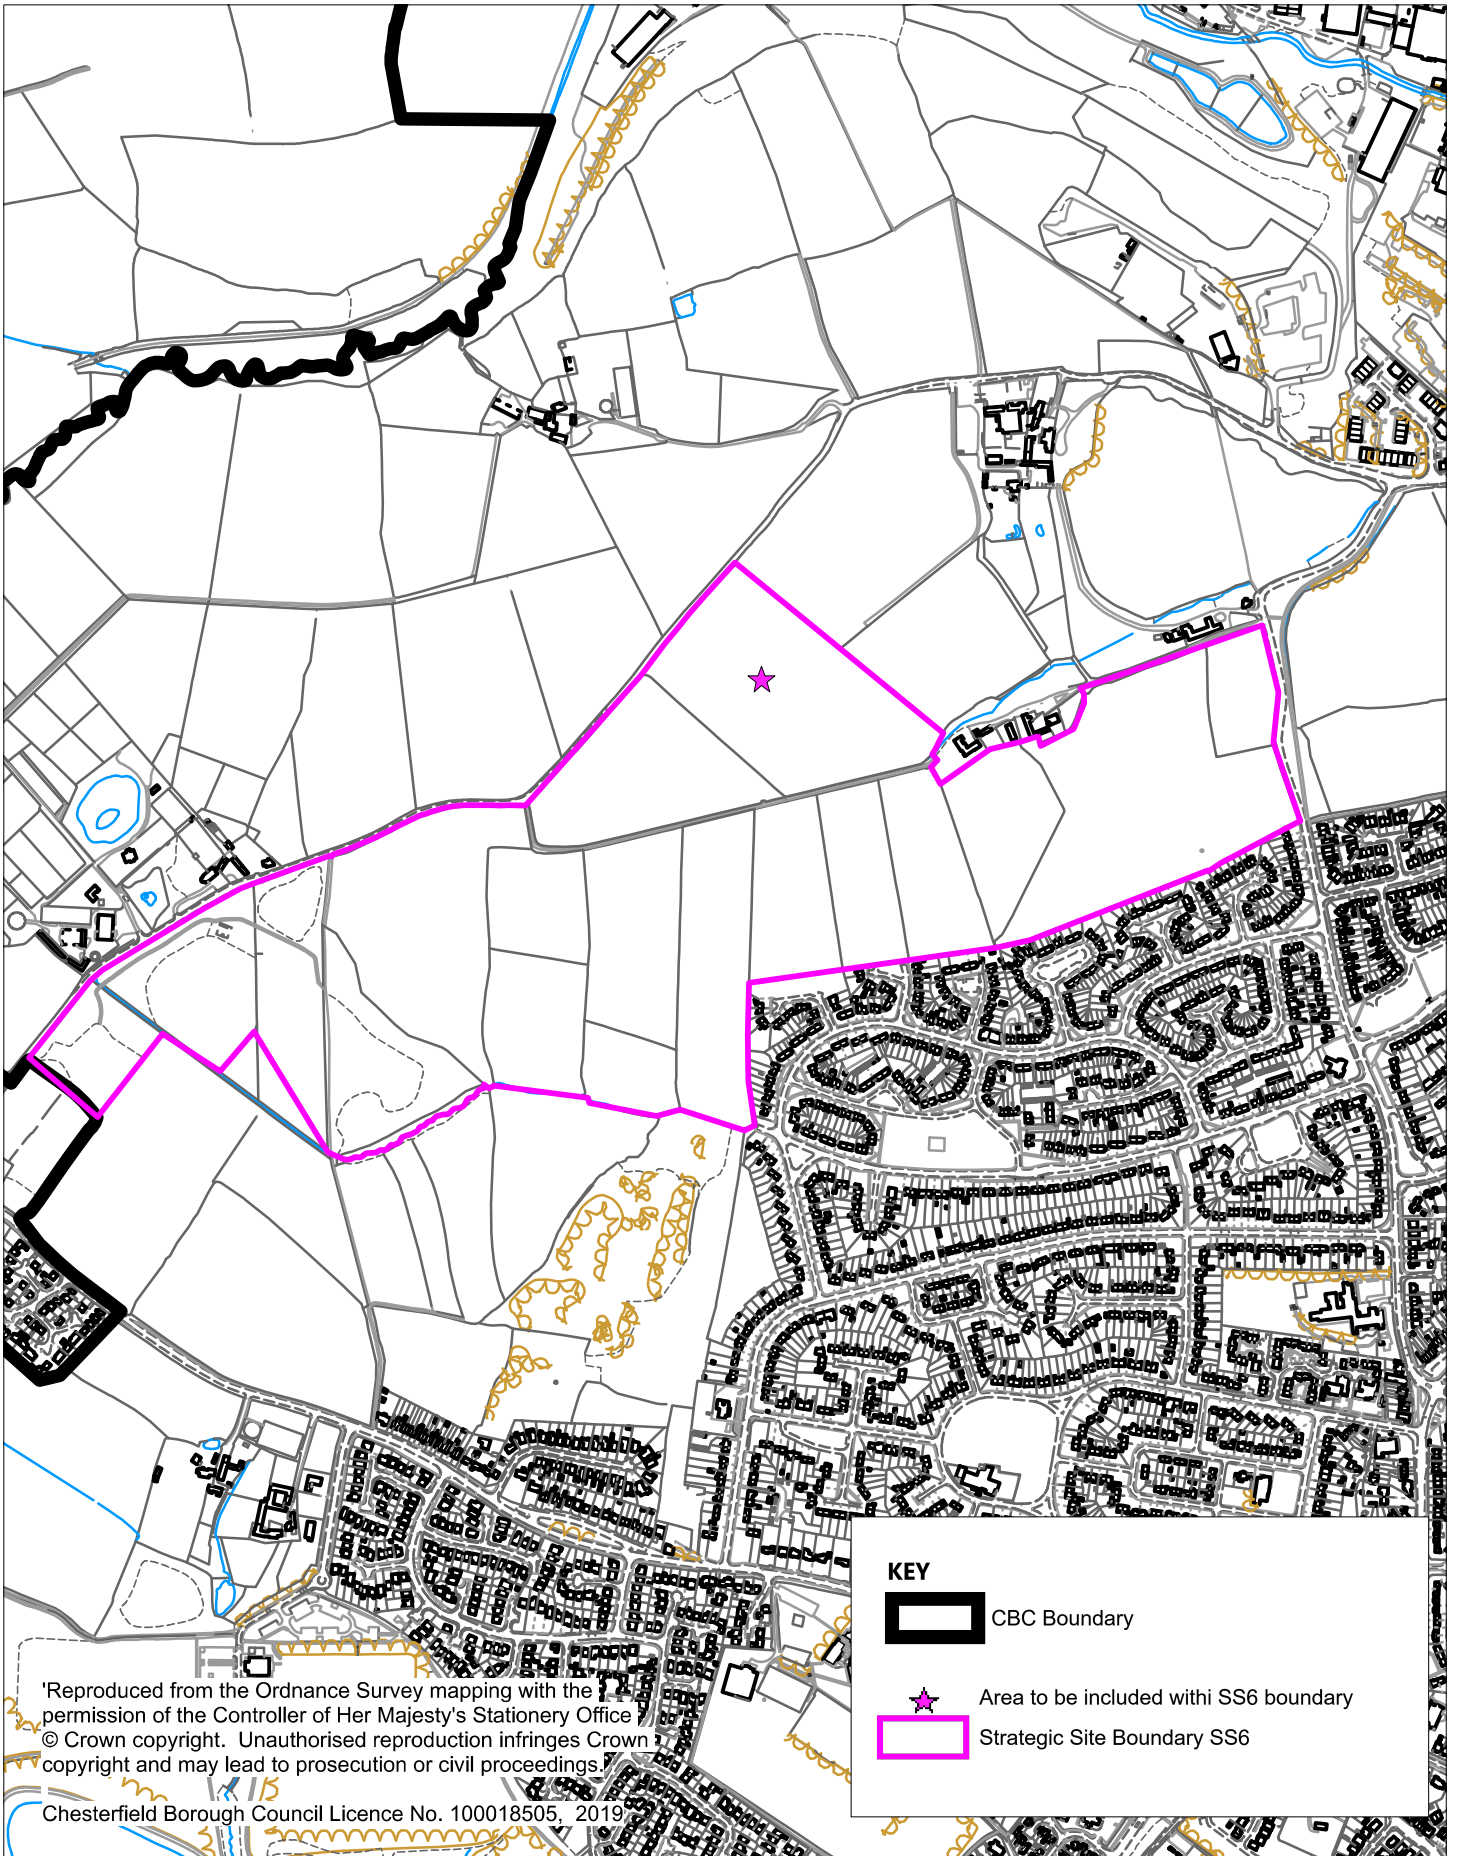 KEY
CBC Boundary
Area to be included withi SS6 boundary
Strategic Site Boundary SS6
'Reproduced from the Ordnance Survey mapping with the
permission of the Controller of Her Majesty's Stationery Office
© Crown copyright. Unauthorised reproduction infringes Crown
copyright and may lead to prosecution or civil proceedings.
Chesterfield Borough Council Licence No. 100018505, 2019